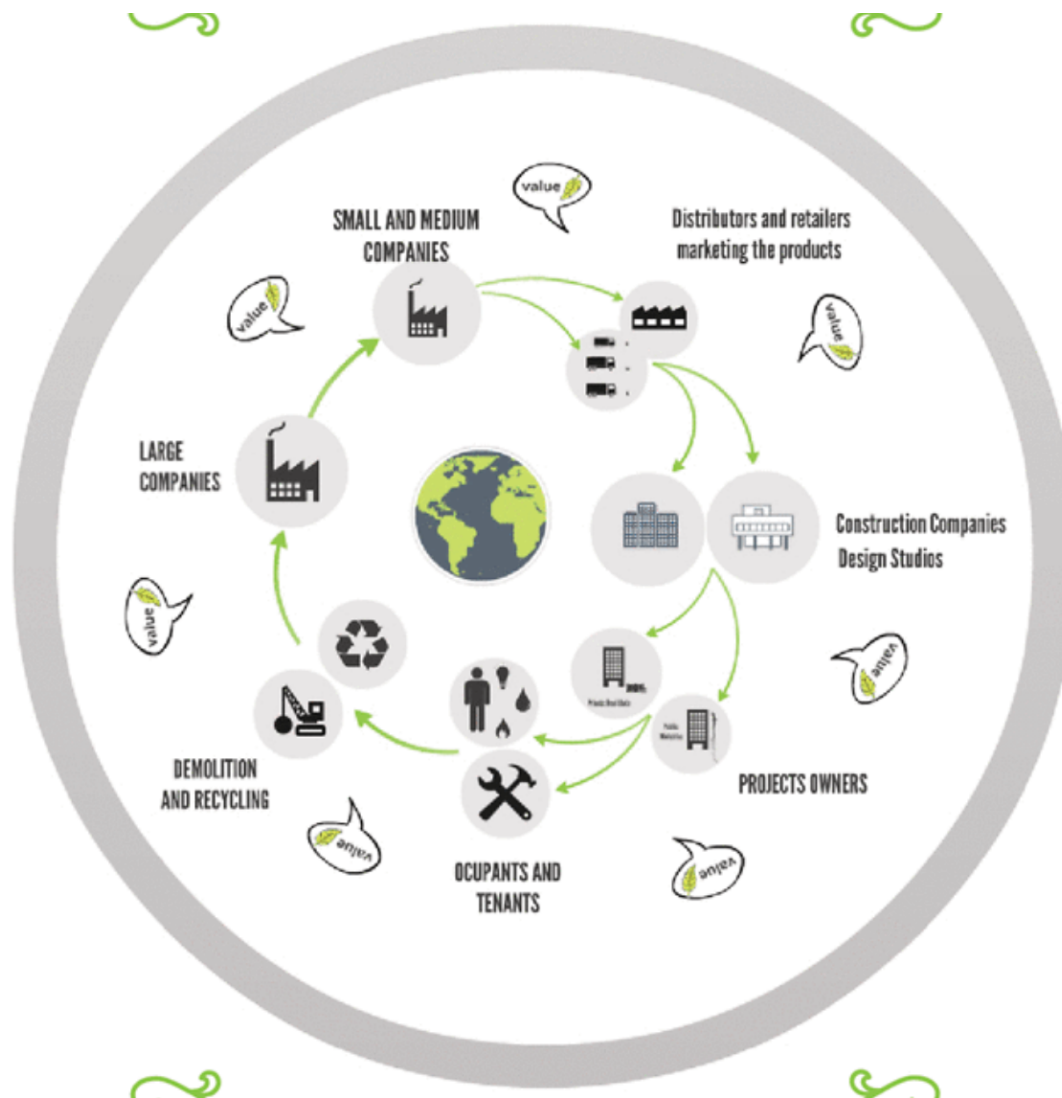 value
SMALL AND MEDIUM
COMPANIES
Distributors and retailers
marketing the products
value
value
LARGE
COMPANIES
Construction Companies
Design Studios
value
value
DEMOLITION
AND RECYCLING
PROJECTS OWNERS
value
value
OCUPANTS AND
TENANTS